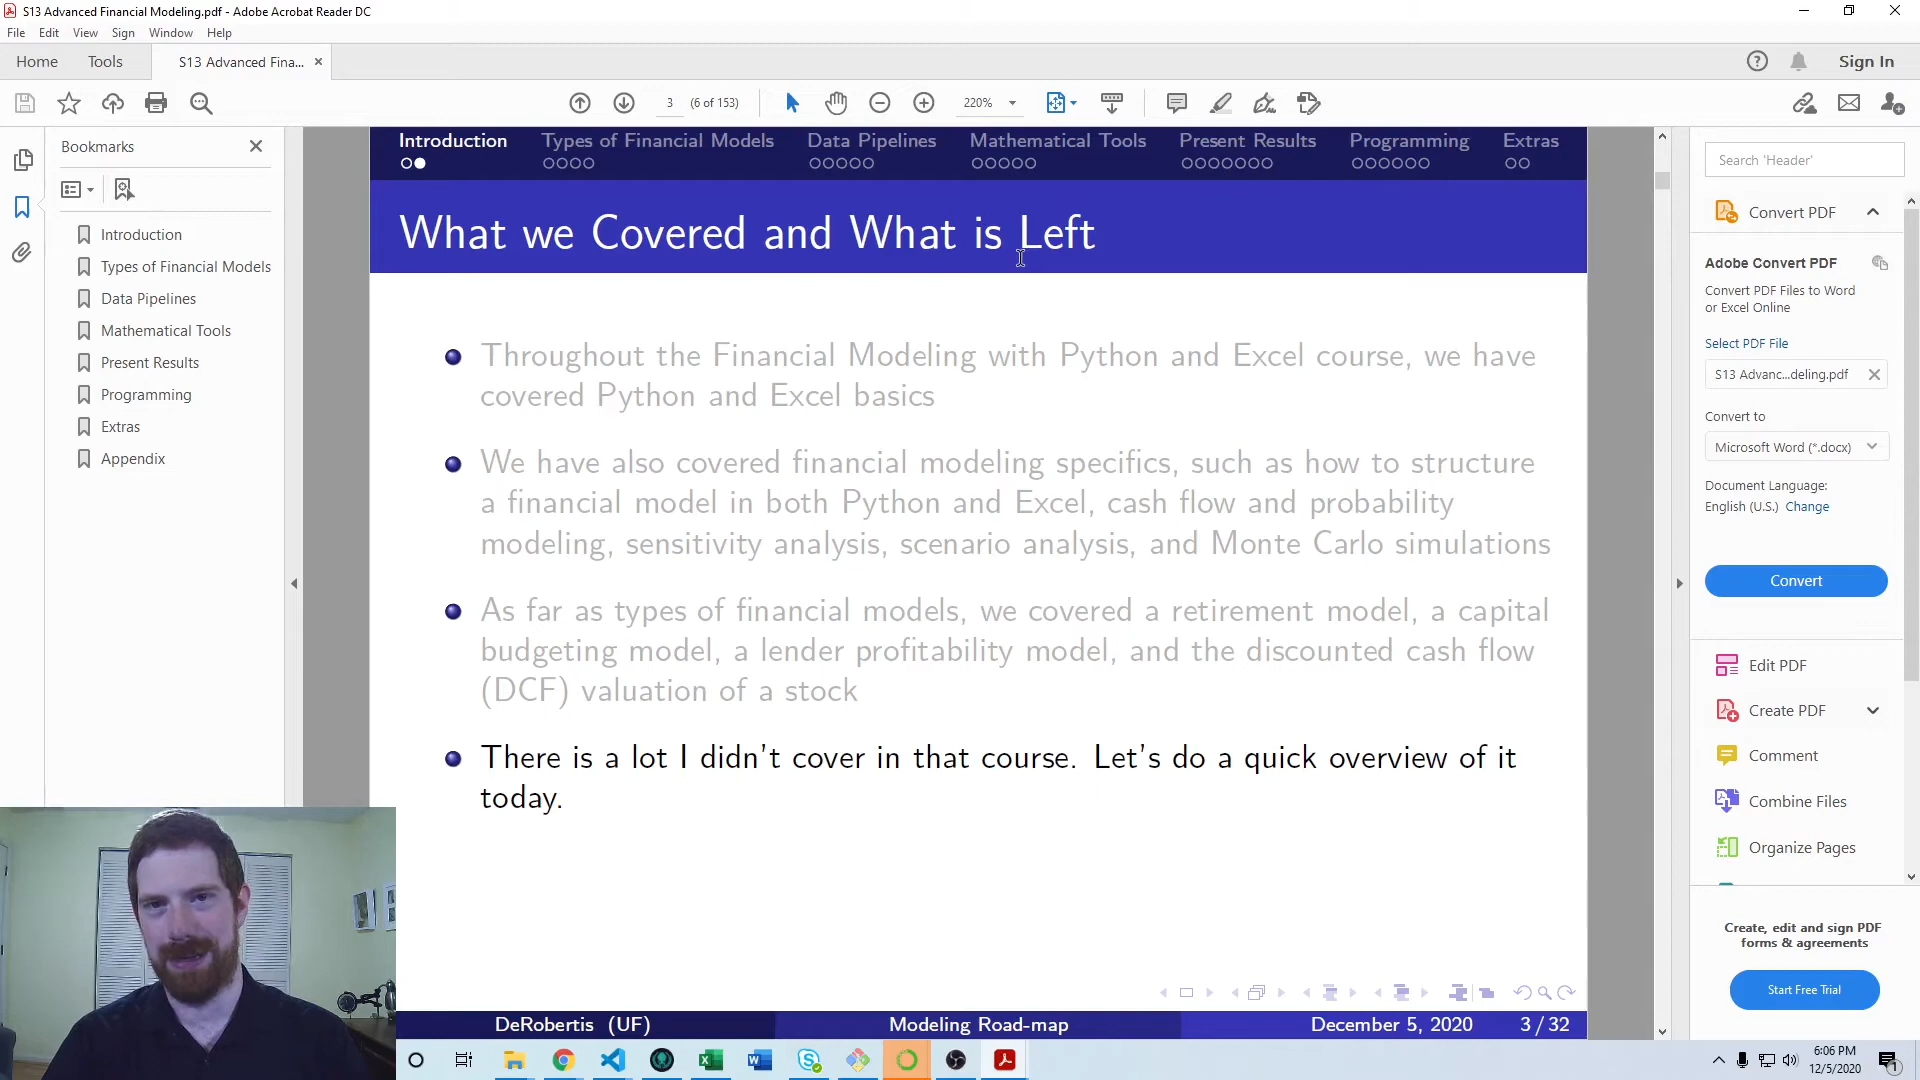 S13 Advanced Financial Modeling.pdf - Adobe Acrobat Reader DC
File Edit View Sign Window Help
Home Tools S13 Advanced Fina... Sign In
3 (6 of 153) 220%
Bookmarks
Introduction
Types of Financial Models
Data Pipelines
Mathematical Tools
Present Results
Programming
Extras
Appendix
Introduction Types of Financial Models Data Pipelines Mathematical Tools Present Results Programming Extras
What we Covered and What is Left
Throughout the Financial Modeling with Python and Excel course, we have
covered Python and Excel basics
We have also covered financial modeling specifics, such as how to structure
a financial model in both Python and Excel, cash flow and probability
modeling, sensitivity analysis, scenario analysis, and Monte Carlo simulations
As far as types of financial models, we covered a retirement model, a capital
budgeting model, a lender profitability model, and the discounted cash flow
(DCF) valuation of a stock
There is a lot I didn't cover in that course. Let's do a quick overview of it
today.
DeRobertis (UF) Modeling Road-map December 5, 2020 3 / 32
Search 'Header'
Convert PDF
Adobe Convert PDF
Convert PDF Files to Word
or Excel Online
Select PDF File
S13 Advanc...deling.pdf
Convert to
Microsoft Word (*.docx)
Document Language:
English (U.S.) Change
Convert
Edit PDF
Create PDF
Comment
Combine Files
Organize Pages
Create, edit and sign PDF
forms & agreements
Start Free Trial
6:06 PM
12/5/2020
1